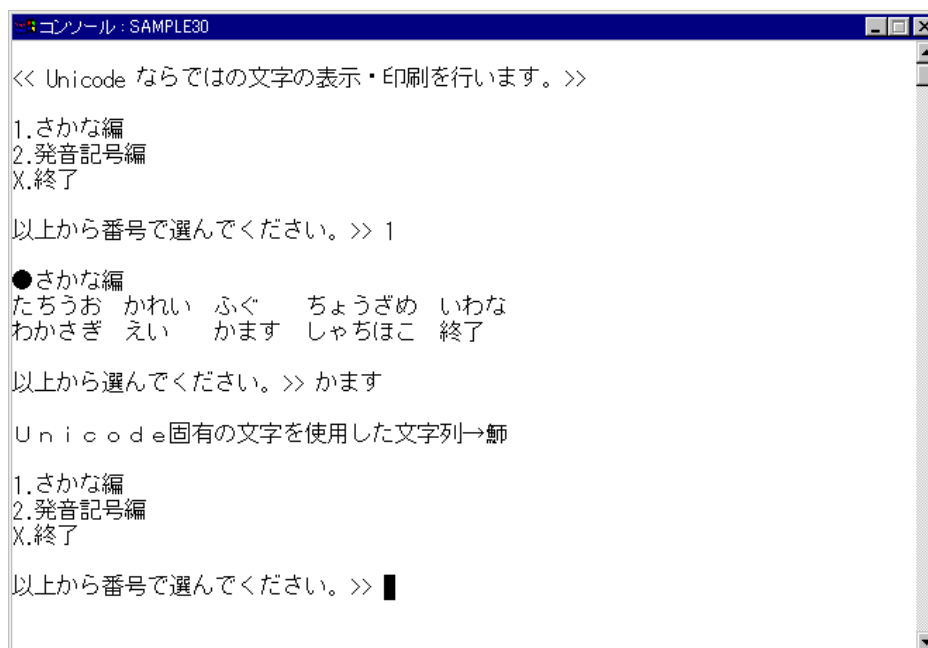 コンソール : SAMPLE30
<< Unicode ならではの文字の表示・印刷を行います。>>
1.さかな編
2.発音記号編
X.終了
以上から番号で選んでください。>> 1
●さかな編
たちうお かれい ふぐ ちょうざめ いわな
わかさぎ えい かます しゃちほこ 終了
以上から選んでください。>> かます
Ｕｎｉｃｏｄｅ固有の文字を使用した文字列→魳
1.さかな編
2.発音記号編
X.終了
以上から番号で選んでください。>>